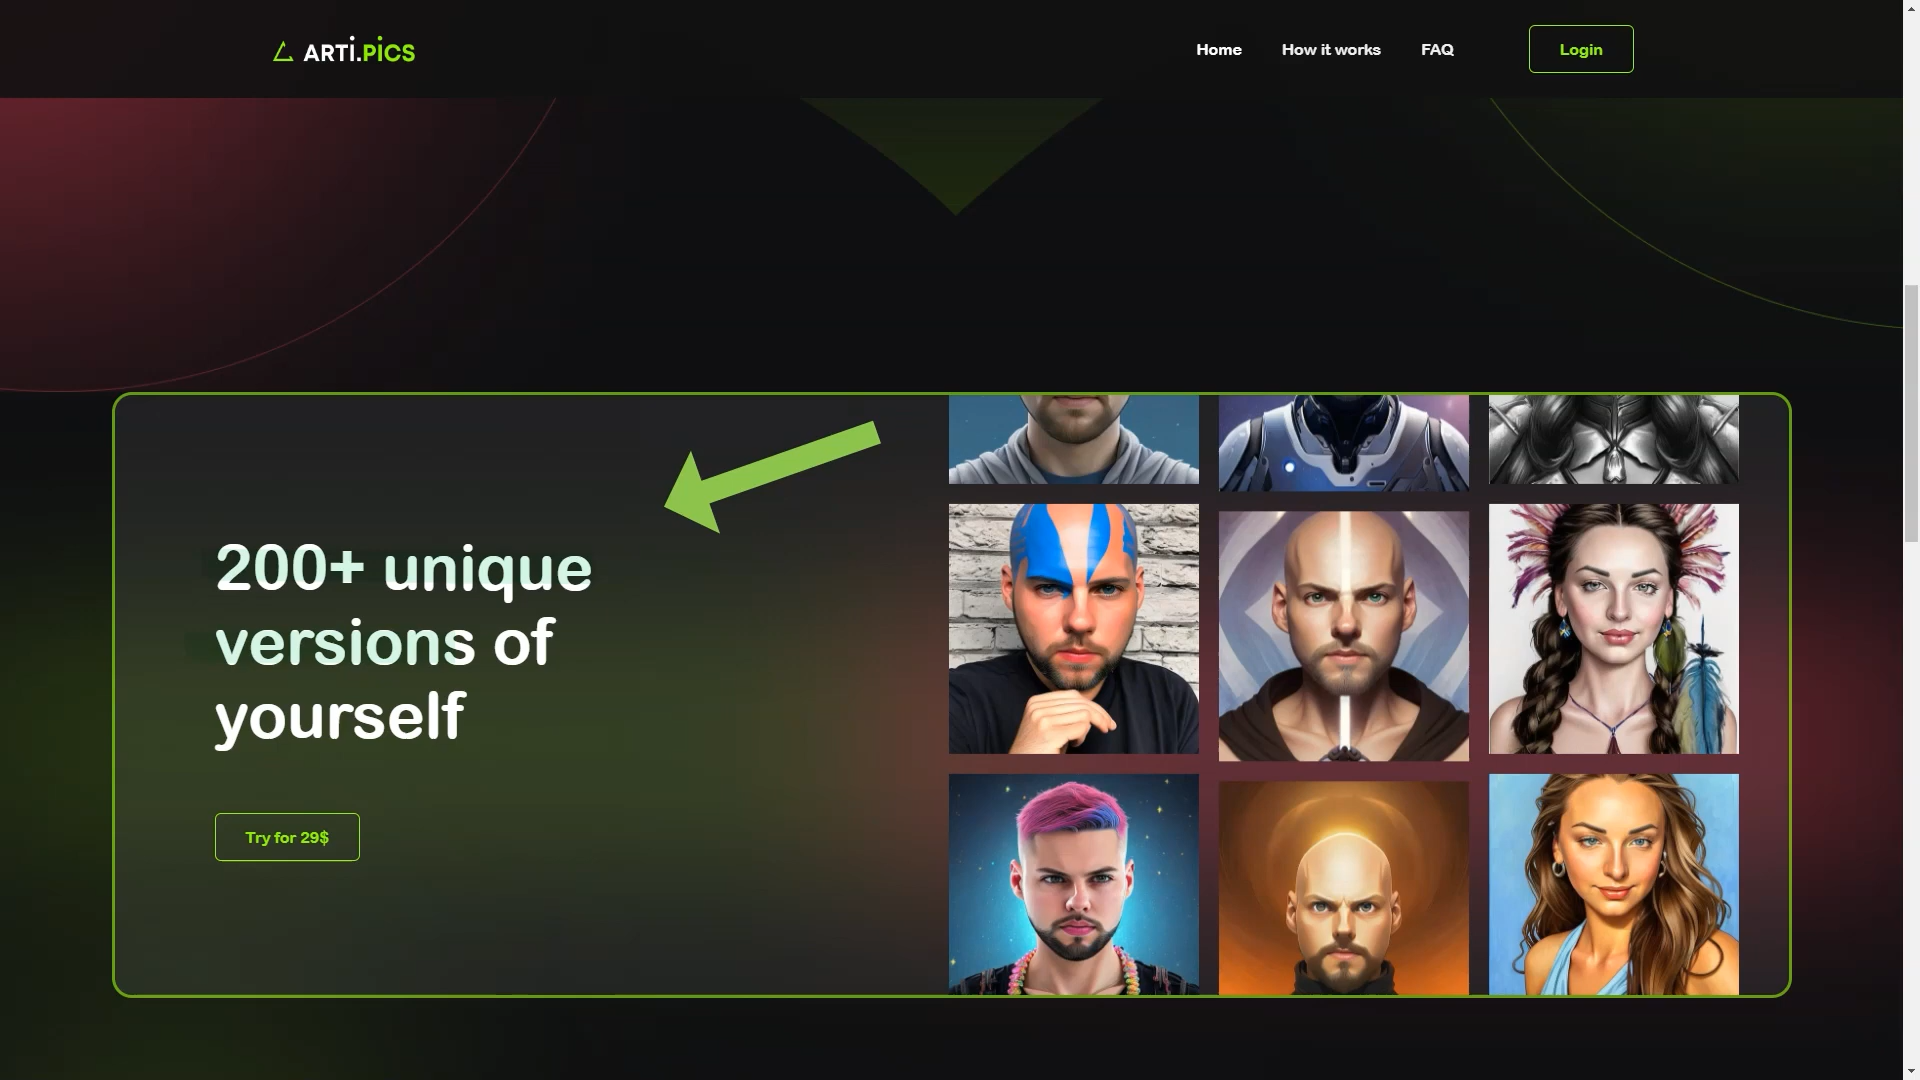 ARTi.PiCS
Home
How it works
FAQ
Login
200+ unique
versions of
yourself
Try for 29$